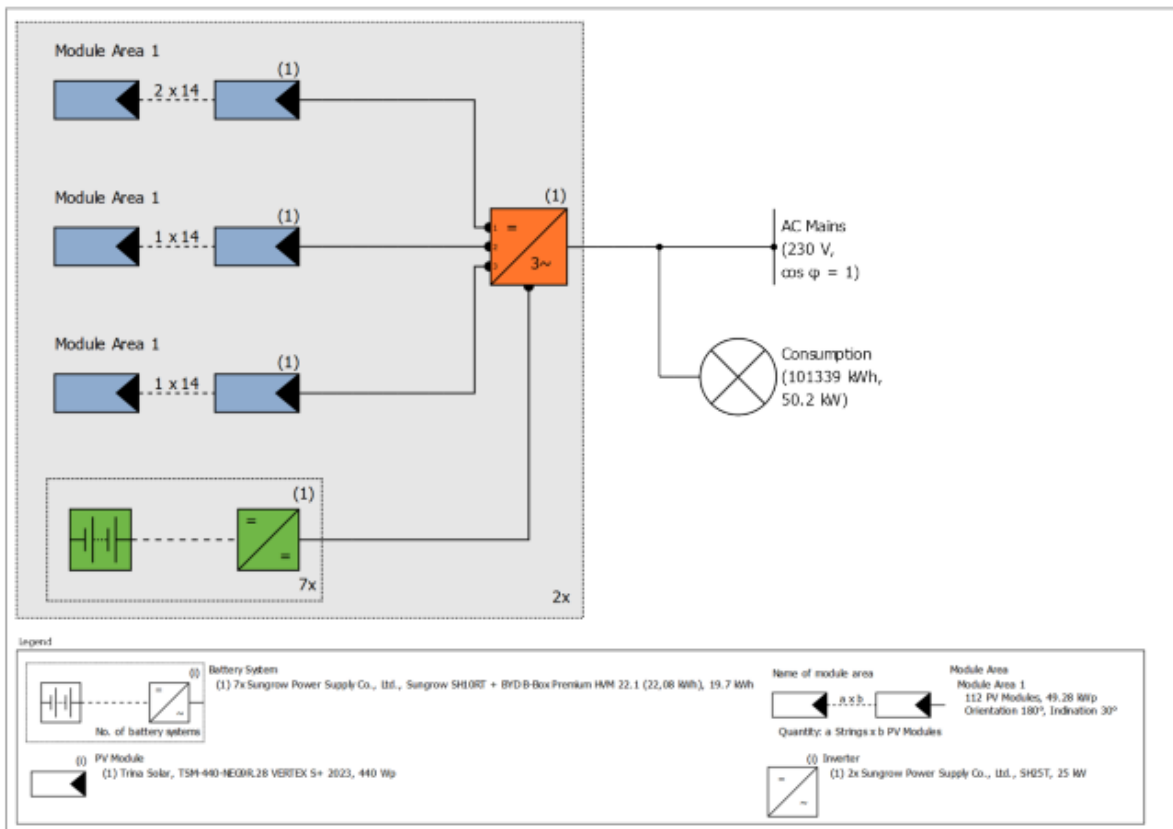 Module Area 1
(1)
2 x 14
Module Area 1
(1)
1 x 14
(1)
1
2
3
=
3~
AC Mains
(230 V,
cos φ = 1)
Module Area 1
(1)
1 x 14
Consumption
(101339 kWh,
50.2 kW)
(1)
=
=
7x
2x
Legend
(i) Battery System
(1) 7x Sungrow Power Supply Co., Ltd., Sungrow SH10RT + BYD B-Box Premium HVM 22.1 (22,08 kWh), 19.7 kWh
=
~
No. of battery systems
(i) PV Module
(1) Trina Solar, TSM-440-NEG9R.28 VERTEX S+ 2023, 440 Wp
Name of module area
a x b
Quantity: a Strings x b PV Modules
Module Area
Module Area 1
112 PV Modules, 49.28 kWp
Orientation 180°, Inclination 30°
(i) Inverter
(1) 2x Sungrow Power Supply Co., Ltd., SH25T, 25 kW
=
~